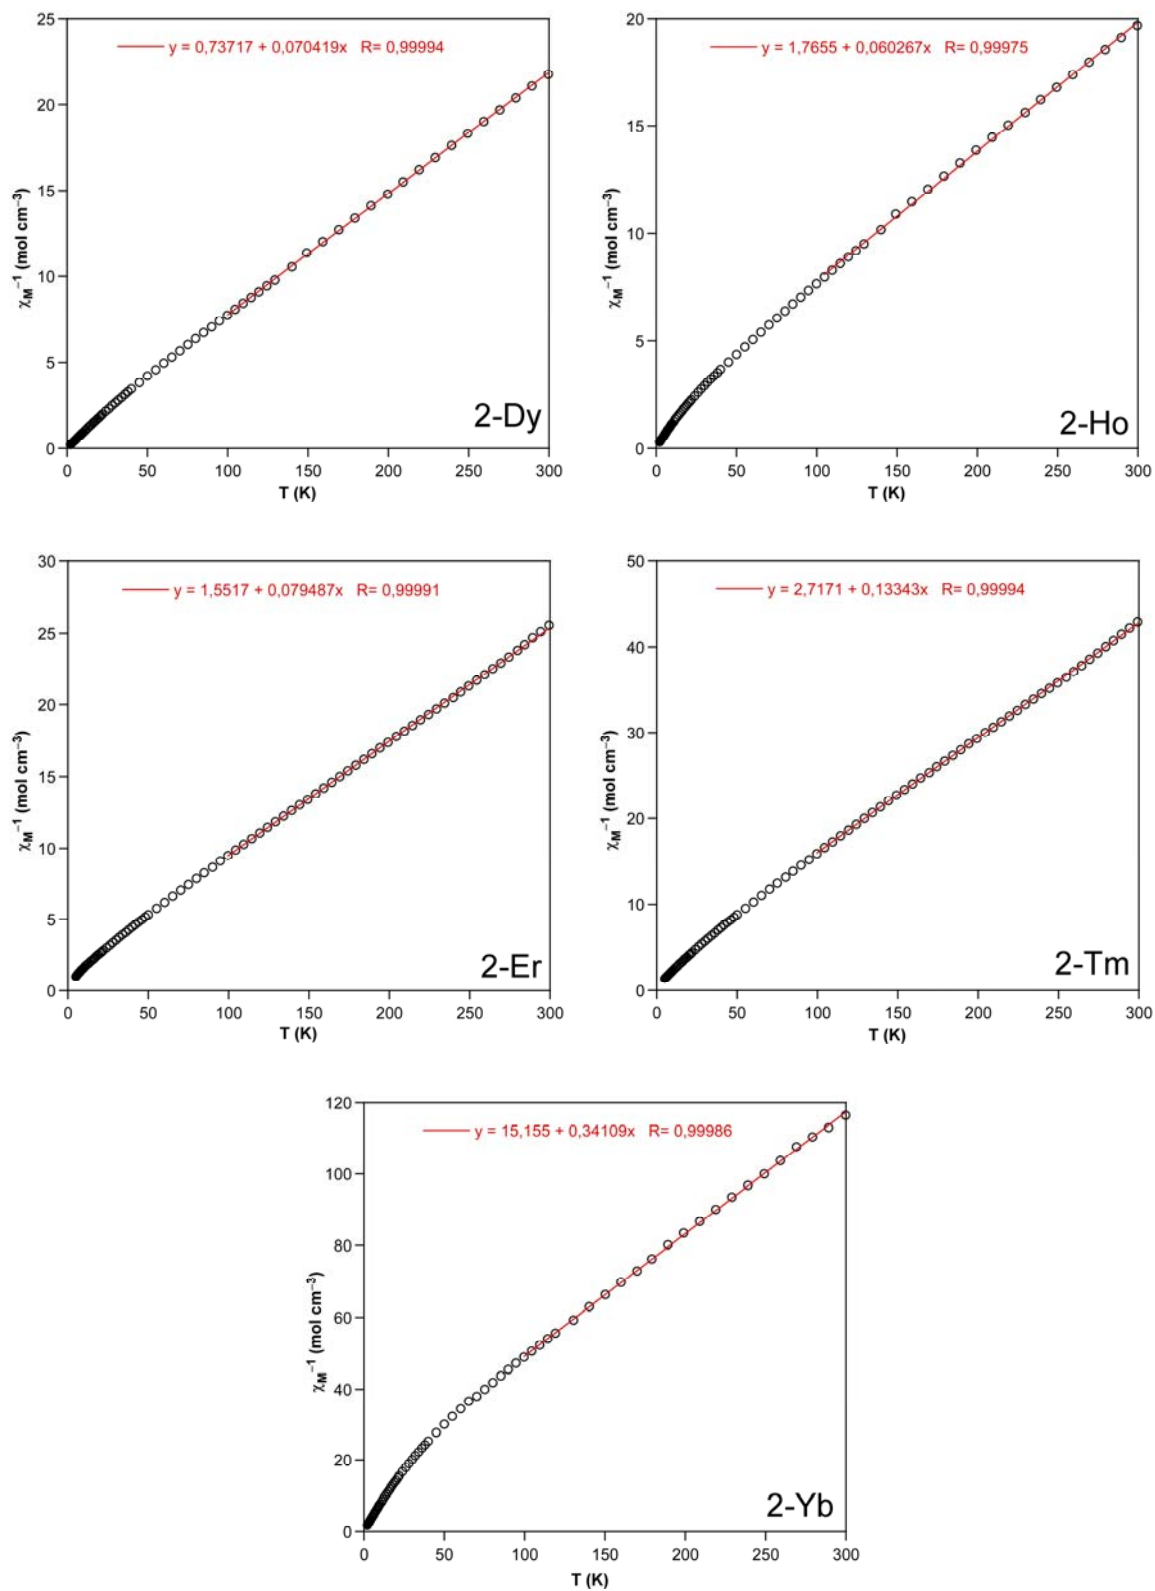 y = 0,73717 + 0,070419x R= 0,99994
25
20
15
10
5
0
χM−1 (mol cm−3)
2-Dy
0 50 100 150 200 250 300
T (K)
y = 1,7655 + 0,060267x R= 0,99975
20
15
10
5
0
χM−1 (mol cm−3)
2-Ho
0 50 100 150 200 250 300
T (K)
y = 1,5517 + 0,079487x R= 0,99991
30
25
20
15
10
5
0
χM−1 (mol cm−3)
2-Er
0 50 100 150 200 250 300
T (K)
y = 2,7171 + 0,13343x R= 0,99994
50
40
30
20
10
0
χM−1 (mol cm−3)
2-Tm
0 50 100 150 200 250 300
T (K)
y = 15,155 + 0,34109x R= 0,99986
120
100
80
60
40
20
0
χM−1 (mol cm−3)
2-Yb
0 50 100 150 200 250 300
T (K)